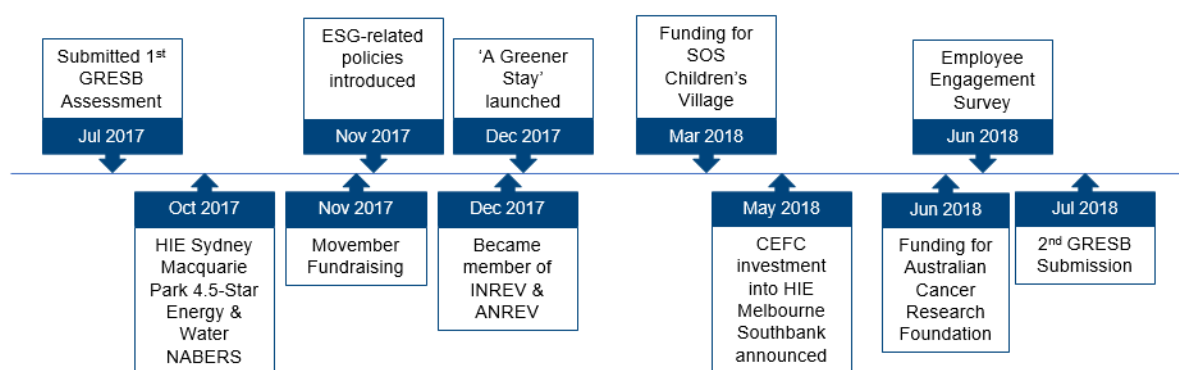 Submitted 1st
GRESB
Assessment
Jul 2017
ESG-related
policies
introduced
Nov 2017
‘A Greener
Stay’
launched
Dec 2017
Funding for
SOS
Children’s
Village
Mar 2018
Employee
Engagement
Survey
Jun 2018
Oct 2017
HIE Sydney
Macquarie
Park 4.5-Star
Energy &
Water
NABERS
Nov 2017
Movember
Fundraising
Dec 2017
Became
member of
INREV &
ANREV
May 2018
CEFC
investment
into HIE
Melbourne
Southbank
announced
Jun 2018
Funding for
Australian
Cancer
Research
Foundation
Jul 2018
2nd GRESB
Submission